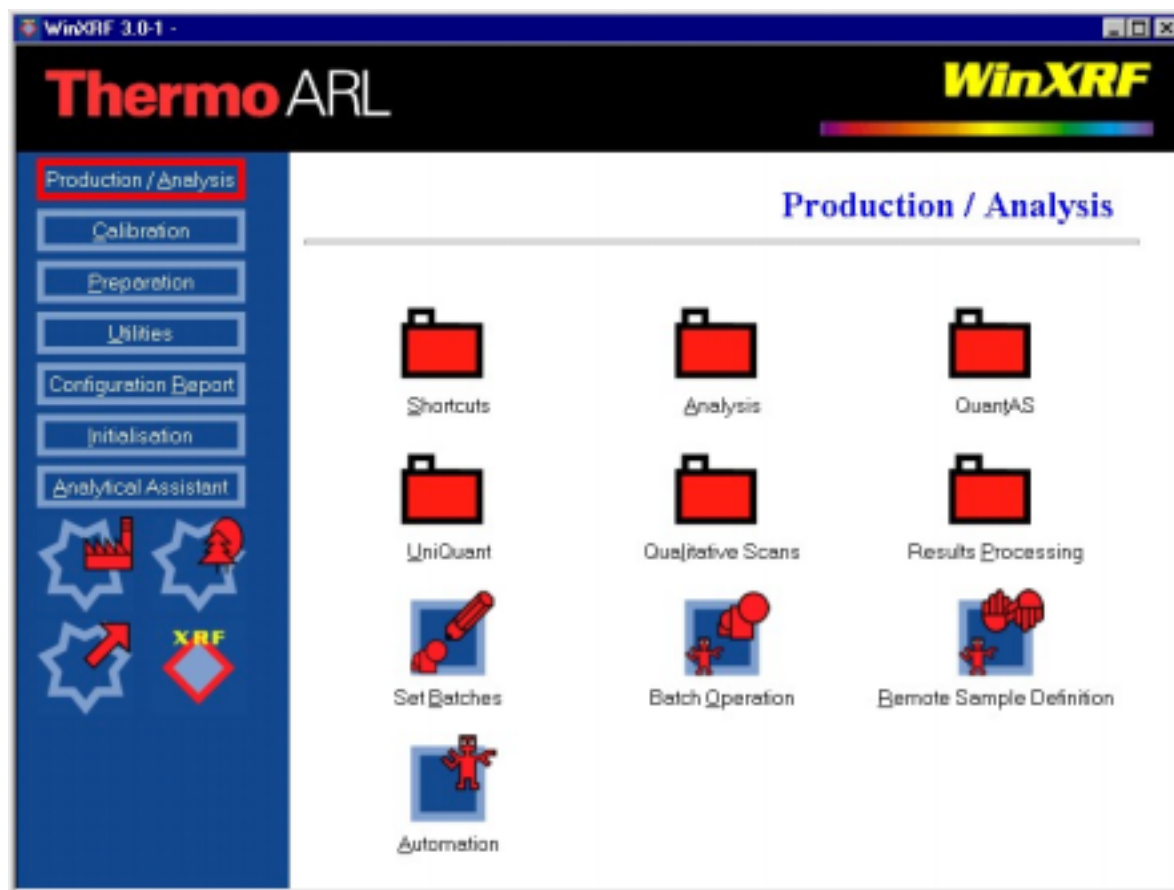 WinXRF 3.0-1 -
Thermo ARL
WinXRF
Production / Analysis
Calibration
Preparation
Utilities
Configuration Report
Initialisation
Analytical Assistant
XRF
Production / Analysis
Shortcuts Analysis QuantAS
UniQuant Qualitative Scans Results Processing
Set Batches Batch Operation Remote Sample Definition
Automation